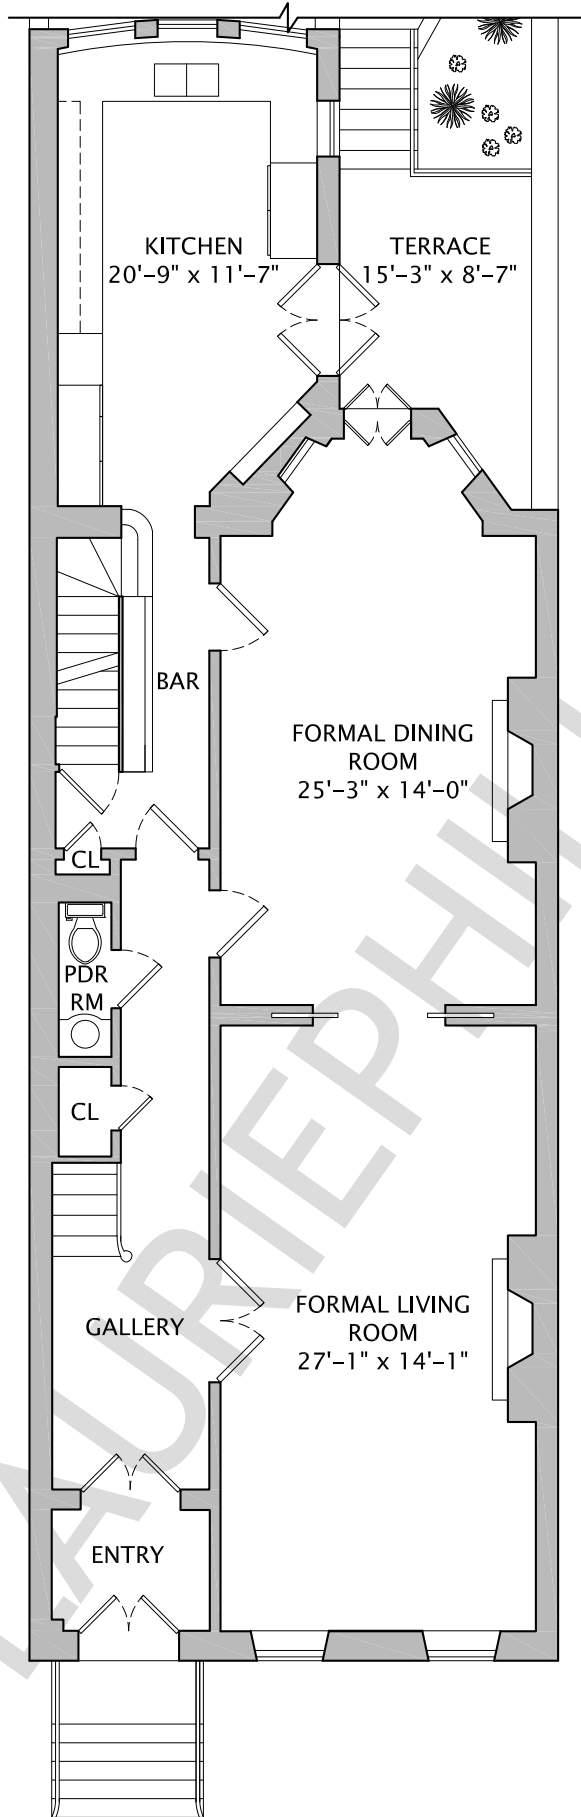 KITCHEN
20'-9" x 11'-7"
TERRACE
15'-3" x 8'-7"
BAR
FORMAL DINING
ROOM
25'-3" x 14'-0"
CL
PDR
RM
CL
GALLERY
FORMAL LIVING
ROOM
27'-1" x 14'-1"
ENTRY